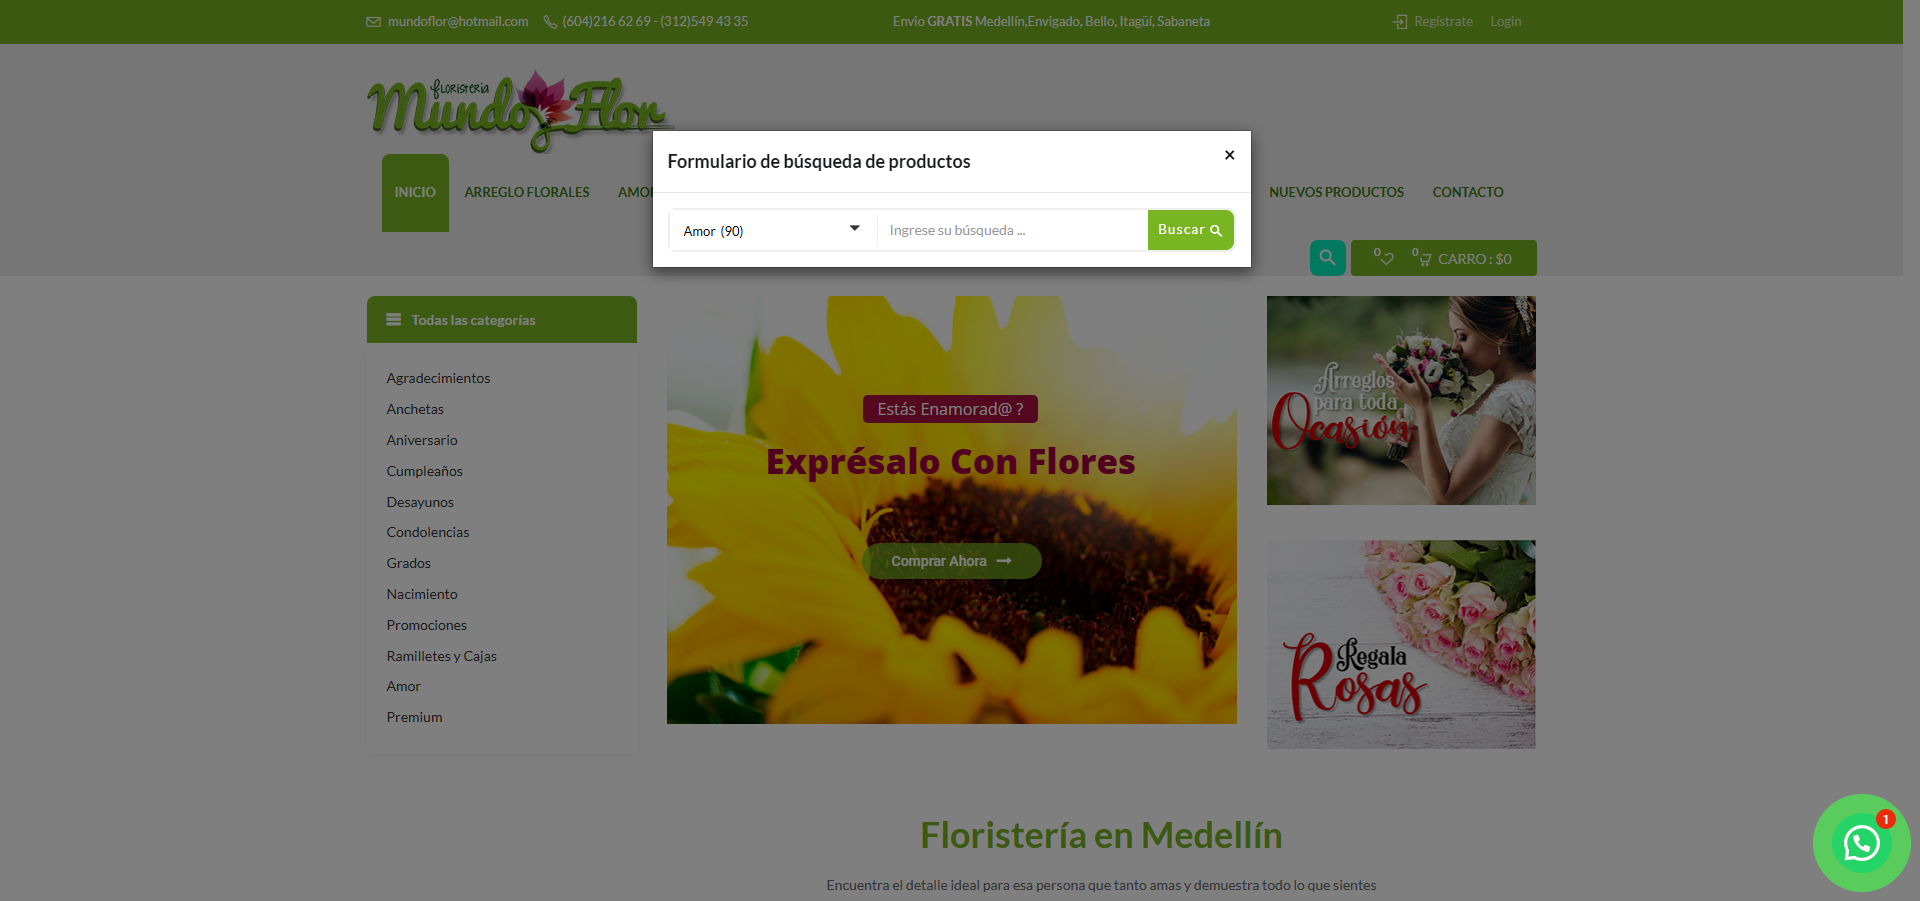 mundoflor@hotmail.com (604)216 62 69 - (312)549 43 35 Envio GRATIS Medellín,Envigado, Bello, Itagüí, Sabaneta Regístrate Login
floristería
Mundo Flor
Formulario de búsqueda de productos ×
INICIO ARREGLO FLORALES NUEVOS PRODUCTOS CONTACTO
Amor (90) Ingrese su búsqueda ... Buscar
0 0 CARRO : $0
Todas las categorías
Agradecimientos
Anchetas
Aniversario
Cumpleaños
Desayunos
Condolencias
Grados
Nacimiento
Promociones
Ramilletes y Cajas
Amor
Premium
Estás Enamorad@ ?
Exprésalo Con Flores
Comprar Ahora
Arreglos
para toda
Ocasión
Regala
Rosas
1
Floristería en Medellín
Encuentra el detalle ideal para esa persona que tanto amas y demuestra todo lo que sientes